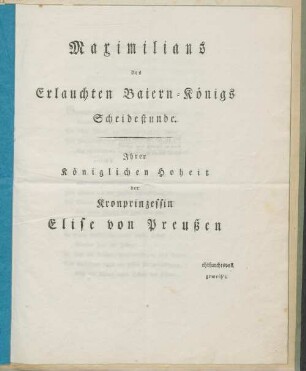 Maximilians
des
Erlauchten Baiern-Königs
Scheidestunde.
Ihrer
Königlichen Hoheit
der
Kronprinzessin
Elise von Preußen
ehrfurchtsvoll
geweiht.